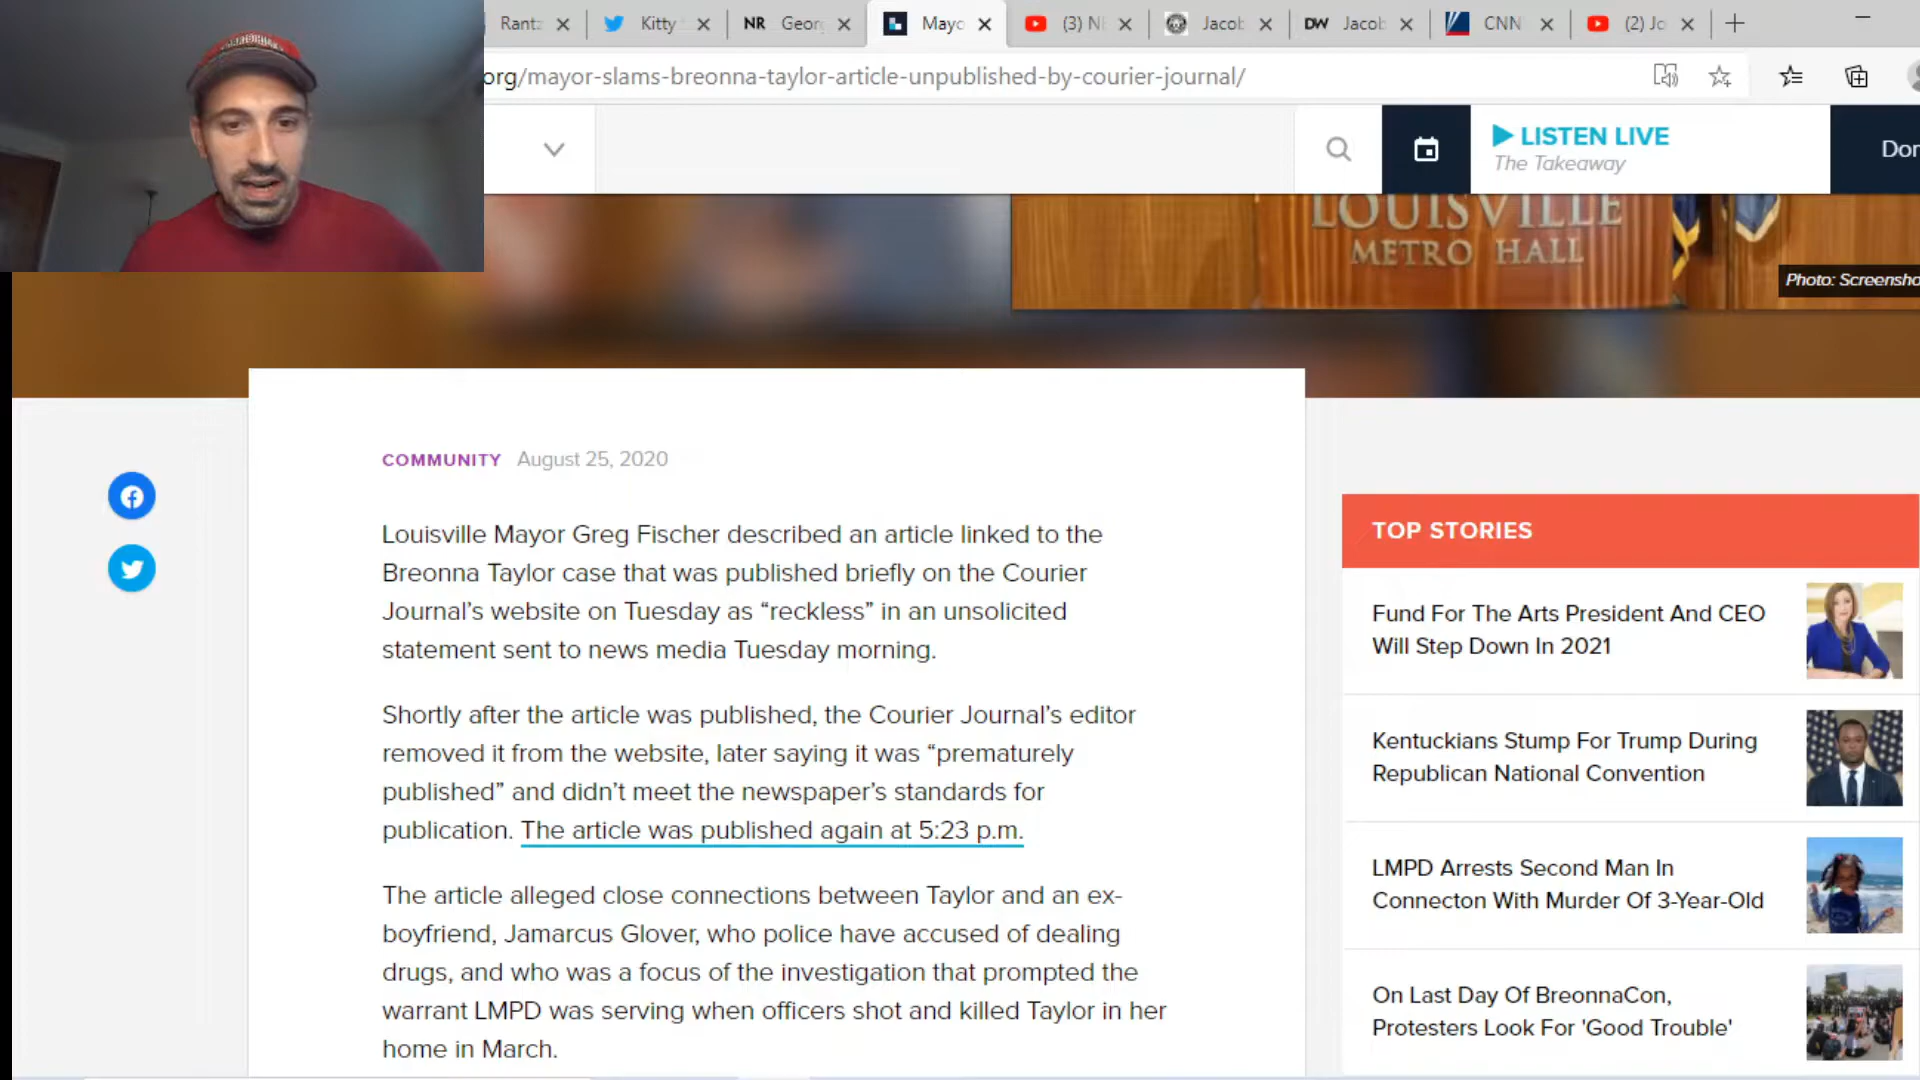 Rantz
Kitty
NR Georg
Mayo
(3) N
Jacob
DW Jacob
CNN
(2) Jo
org/mayor-slams-breonna-taylor-article-unpublished-by-courier-journal/
LISTEN LIVE
The Takeaway
Don
LOUISVILLE
METRO HALL
Photo: Screensho
COMMUNITY August 25, 2020
Louisville Mayor Greg Fischer described an article linked to the
Breonna Taylor case that was published briefly on the Courier
Journal's website on Tuesday as “reckless” in an unsolicited
statement sent to news media Tuesday morning.
Shortly after the article was published, the Courier Journal's editor
removed it from the website, later saying it was “prematurely
published” and didn't meet the newspaper's standards for
publication. The article was published again at 5:23 p.m.
The article alleged close connections between Taylor and an ex-
boyfriend, Jamarcus Glover, who police have accused of dealing
drugs, and who was a focus of the investigation that prompted the
warrant LMPD was serving when officers shot and killed Taylor in her
home in March.
TOP STORIES
Fund For The Arts President And CEO
Will Step Down In 2021
Kentuckians Stump For Trump During
Republican National Convention
LMPD Arrests Second Man In
Connecton With Murder Of 3-Year-Old
On Last Day Of BreonnaCon,
Protesters Look For 'Good Trouble'